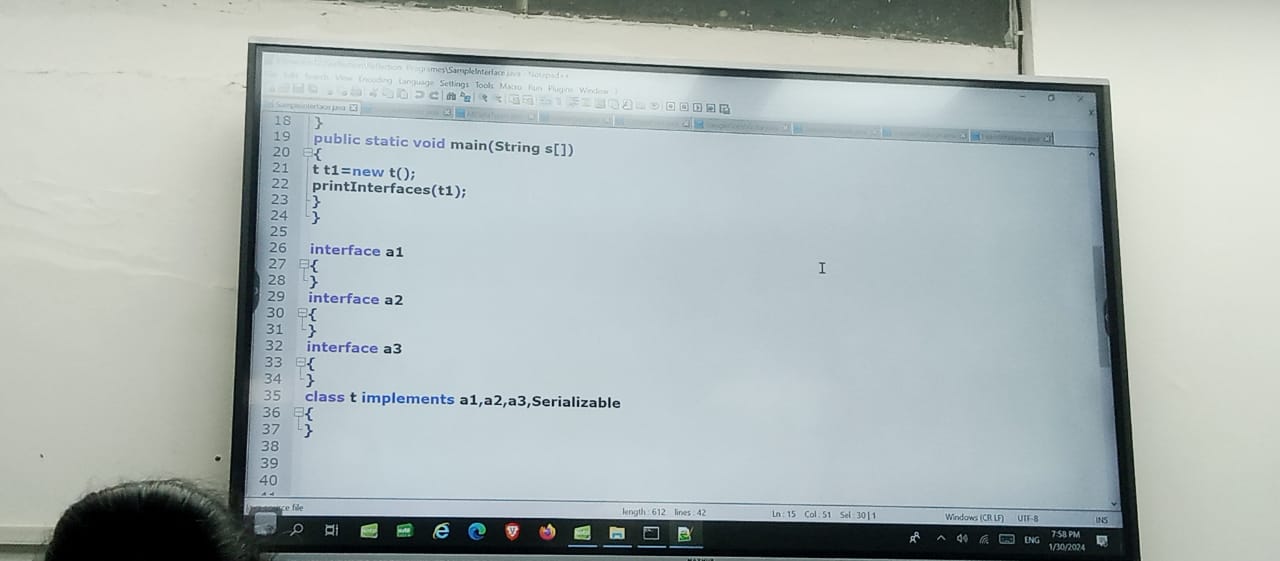 Programes\SampleInterface.java - Notepad++
Edit Search View Encoding Language Settings Tools Macro Run Plugins Window
SampleInterface.java
18 }
19 public static void main(String s[])
20 {
21 t t1=new t();
22 printInterfaces(t1);
23 }
24 }
25
26 interface a1
27 {
28 }
29 interface a2
30 {
31 }
32 interface a3
33 {
34 }
35 class t implements a1,a2,a3,Serializable
36 {
37 }
38
39
40
file length : 612 lines : 42 Ln : 15 Col : 51 Sel : 30 | 1 Windows (CR LF) UTF-8 INS
ENG 7:58 PM
1/30/2024